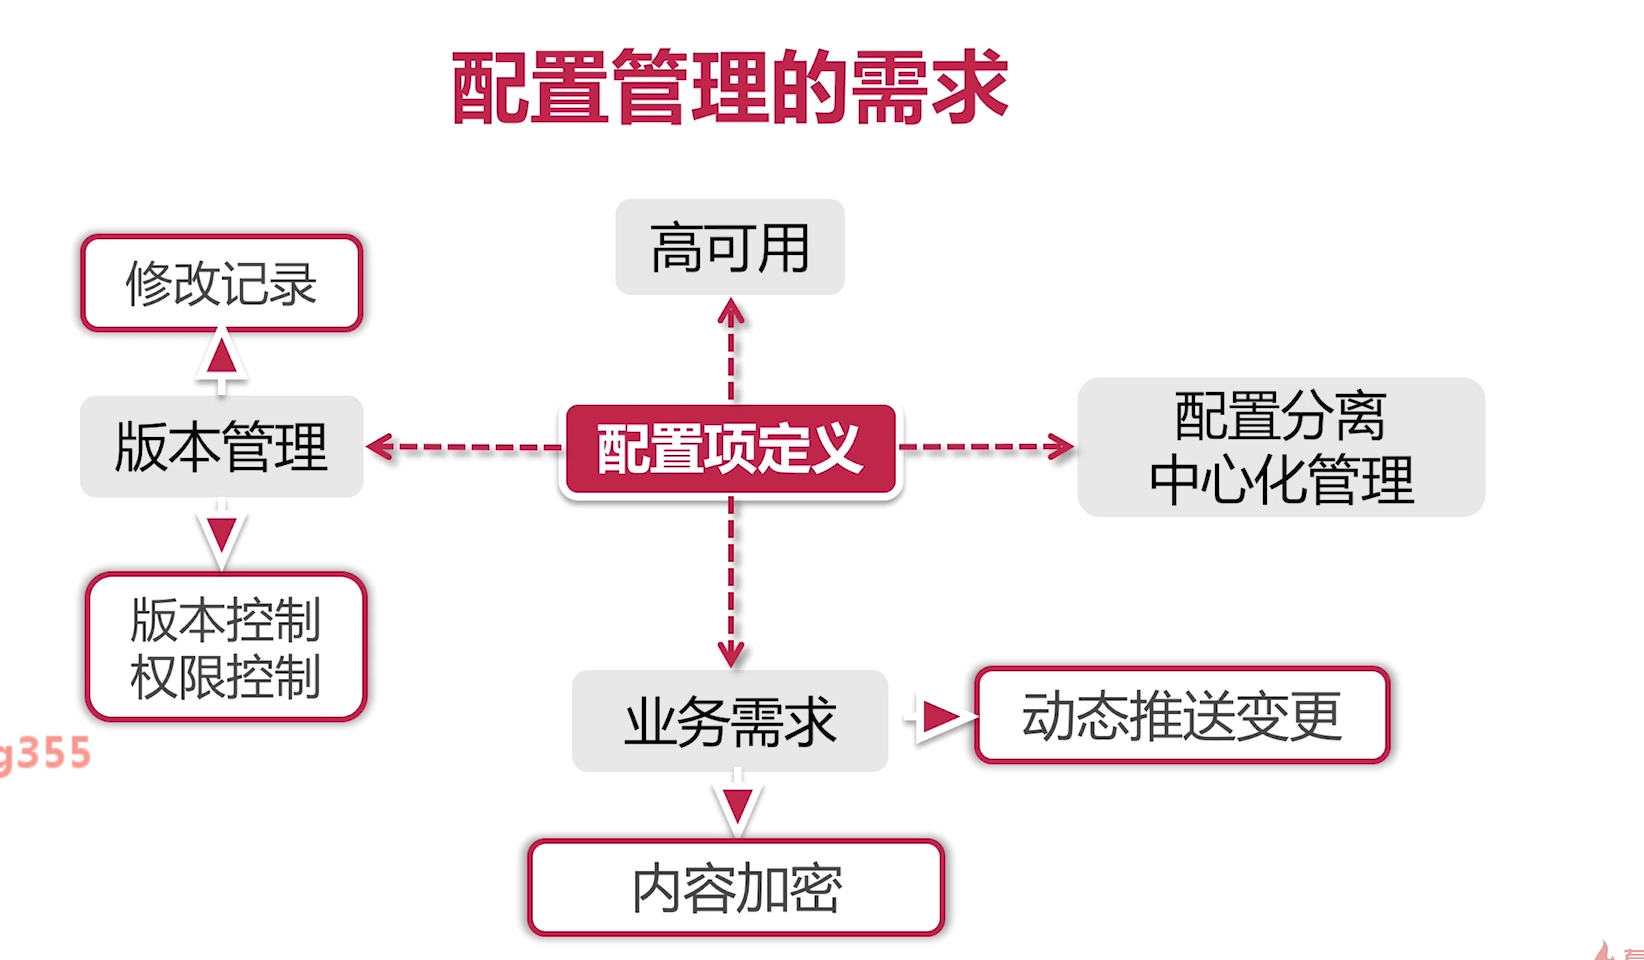 配置管理的需求
高可用
修改记录
版本管理
配置项定义
配置分离
中心化管理
版本控制
权限控制
业务需求
动态推送变更
内容加密
g355